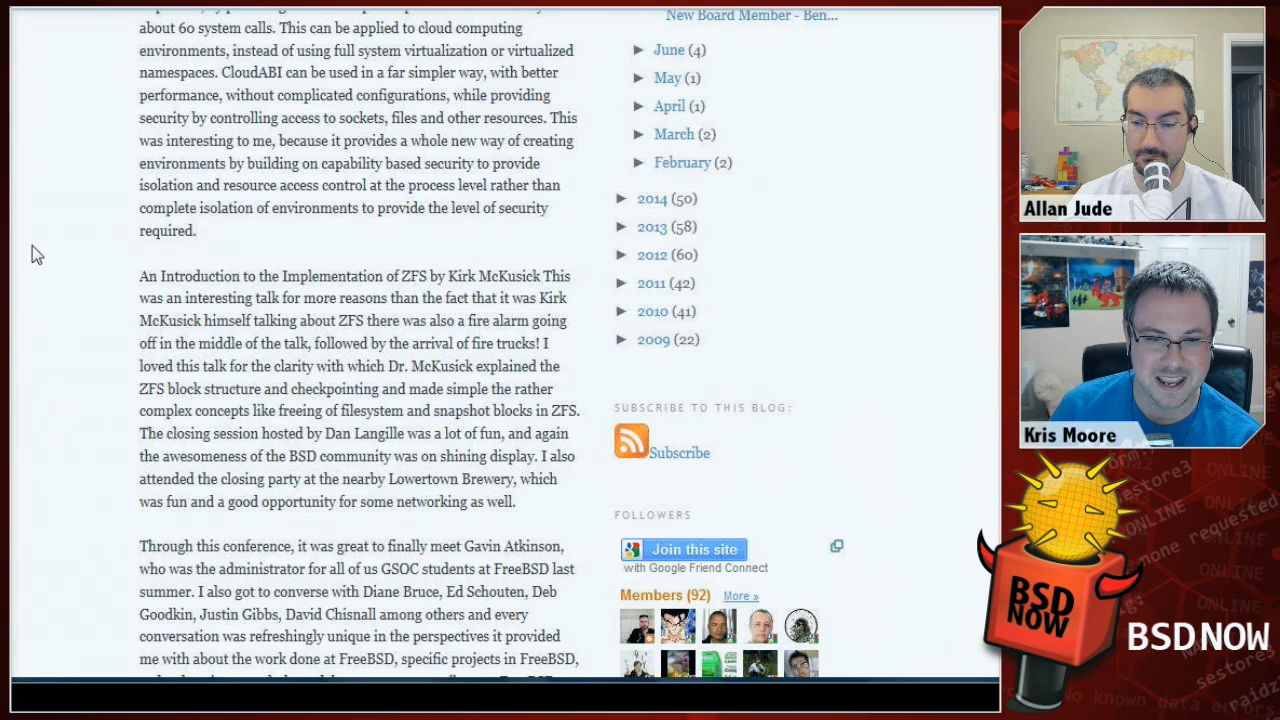 about 60 system calls. This can be applied to cloud computing
environments, instead of using full system virtualization or virtualized
namespaces. CloudABI can be used in a far simpler way, with better
performance, without complicated configurations, while providing
security by controlling access to sockets, files and other resources. This
was interesting to me, because it provides a whole new way of creating
environments by building on capability based security to provide
isolation and resource access control at the process level rather than
complete isolation of environments to provide the level of security
required.
An Introduction to the Implementation of ZFS by Kirk McKusick This
was an interesting talk for more reasons than the fact that it was Kirk
McKusick himself talking about ZFS there was also a fire alarm going
off in the middle of the talk, followed by the arrival of fire trucks! I
loved this talk for the clarity with which Dr. McKusick explained the
ZFS block structure and checkpointing and made simple the rather
complex concepts like freeing of filesystem and snapshot blocks in ZFS.
The closing session hosted by Dan Langille was a lot of fun, and again
the awesomeness of the BSD community was on shining display. I also
attended the closing party at the nearby Lowertown Brewery, which
was fun and a good opportunity for some networking as well.
Through this conference, it was great to finally meet Gavin Atkinson,
who was the administrator for all of us GSOC students at FreeBSD last
summer. I also got to converse with Diane Bruce, Ed Schouten, Deb
Goodkin, Justin Gibbs, David Chisnall among others and every
conversation was refreshingly unique in the perspectives it provided
me with about the work done at FreeBSD, specific projects in FreeBSD,
New Board Member - Ben...
► June (4)
► May (1)
► April (1)
► March (2)
► February (2)
► 2014 (50)
► 2013 (58)
► 2012 (60)
► 2011 (42)
► 2010 (41)
► 2009 (22)
SUBSCRIBE TO THIS BLOG:
Subscribe
FOLLOWERS
Join this site
with Google Friend Connect
Members (92) More »
Allan Jude
Kris Moore
BSD
NOW
BSD NOW